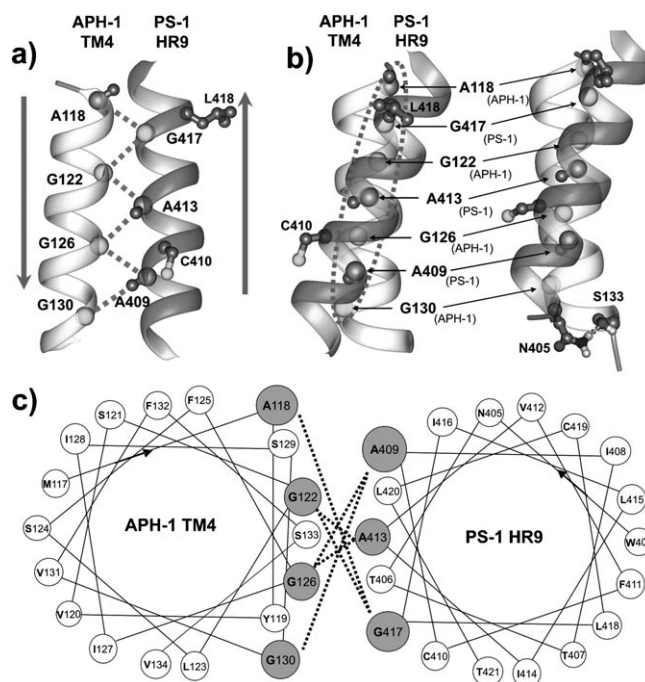 APH-1 PS-1
TM4 HR9
a)
A118
L418
G417
G122
A413
G126
C410
A409
G130
APH-1 PS-1
TM4 HR9
b)
A118
(APH-1)
L418
G417
(PS-1)
G122
(APH-1)
A413
(PS-1)
C410
G126
(APH-1)
A409
(PS-1)
G130
(APH-1)
S133
N405
c)
F132 F125 A118
S121
I128 S129
M117
G122
S124 APH-1 TM4 S133
V131 G126
V120 Y119
I127 G130
V134 L123
N405 V412
I416 C419
A409 I408
L420 L415
A413 PS-1 HR9
T406 F411
G417 L418
C410 T407
T421 I414